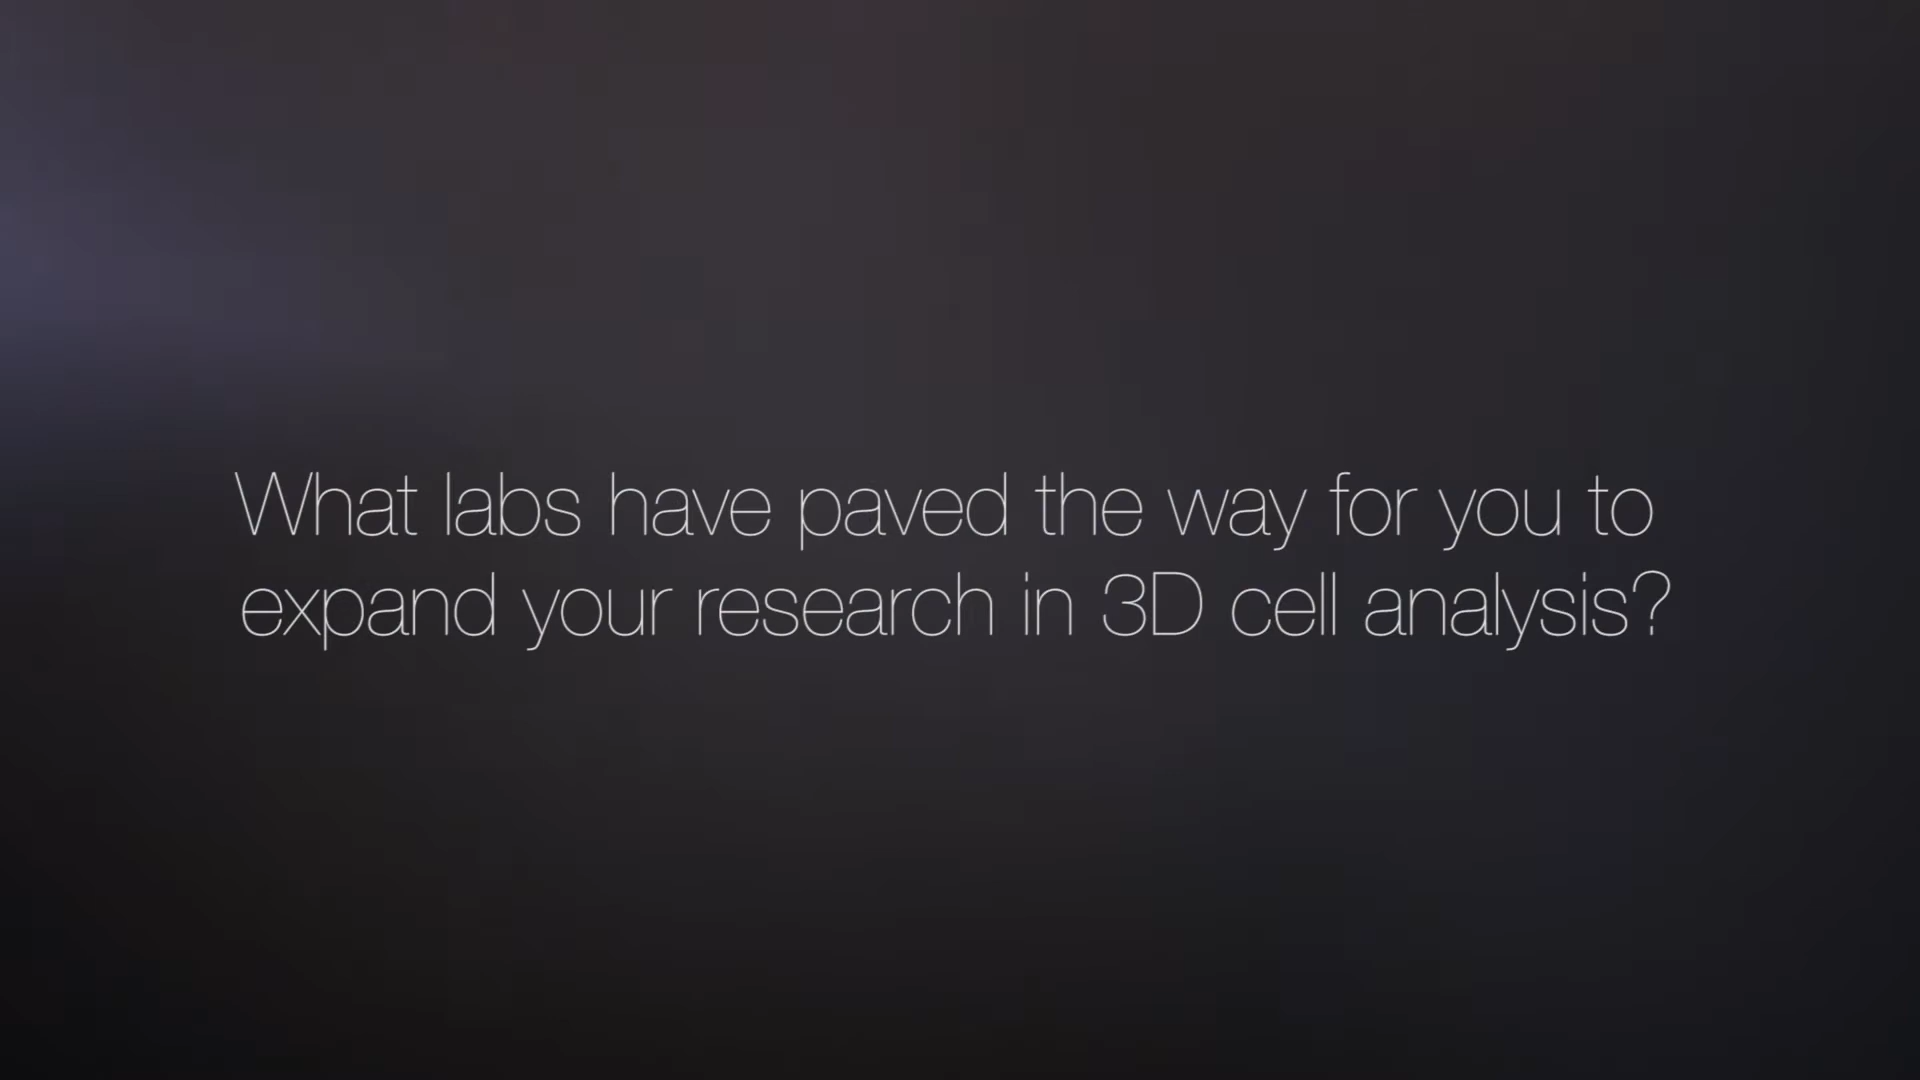 What labs have paved the way for you to
expand your research in 3D cell analysis?